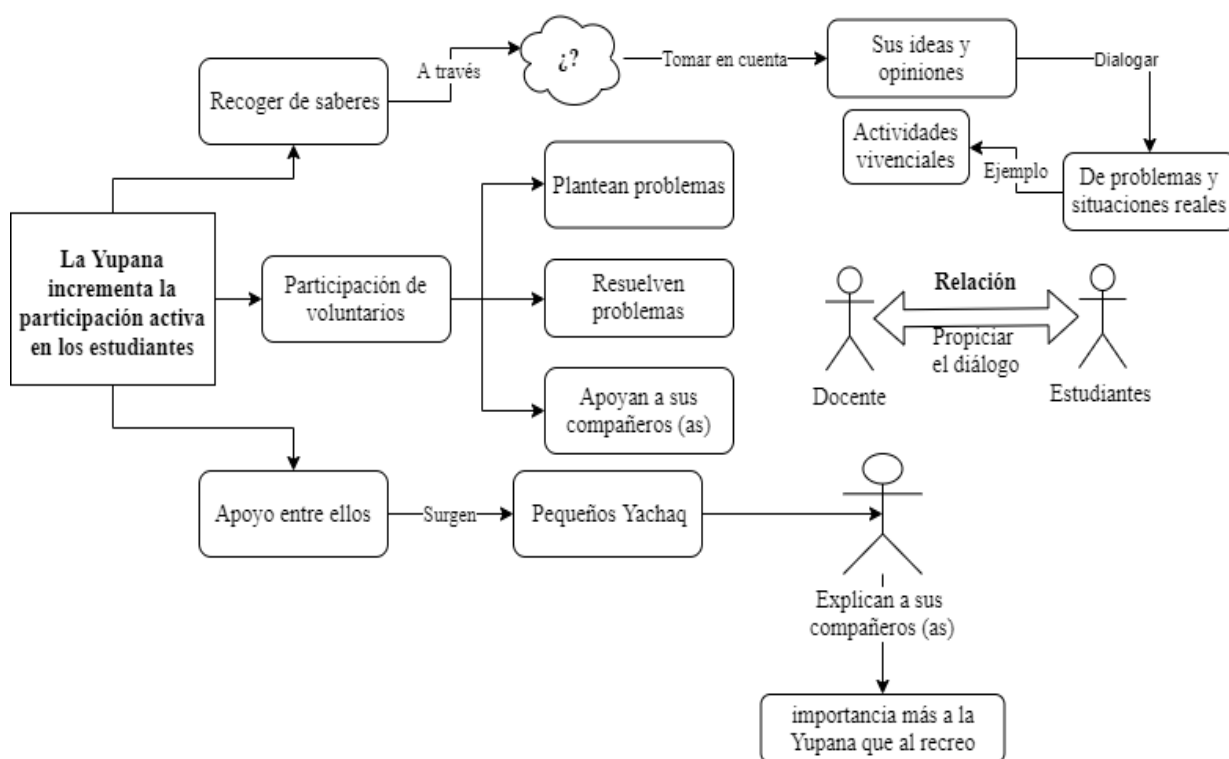 La Yupana
incrementa la
participación activa
en los estudiantes
Recoger de saberes
A través
¿?
Tomar en cuenta
Sus ideas y
opiniones
Dialogar
De problemas y
situaciones reales
Ejemplo
Actividades
vivenciales
Participación de
voluntarios
Plantean problemas
Resuelven
problemas
Apoyan a sus
compañeros (as)
Relación
Propiciar
el diálogo
Docente
Estudiantes
Apoyo entre ellos
Surgen
Pequeños Yachaq
Explican a sus
compañeros (as)
importancia más a la
Yupana que al recreo